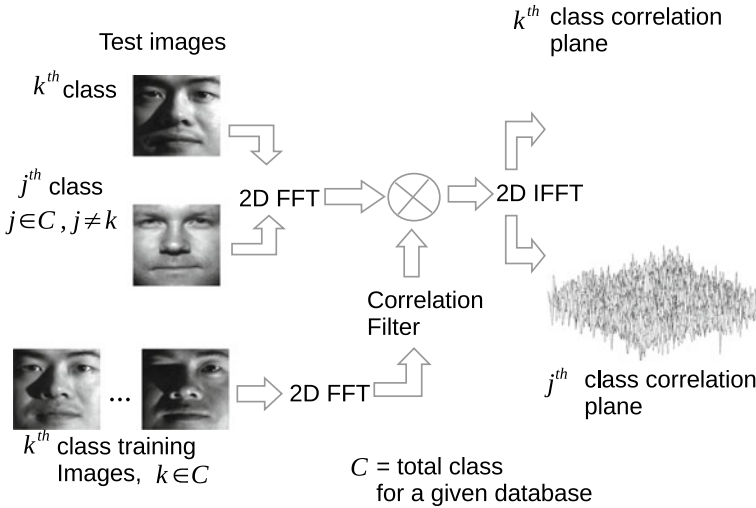 Test images
k^th class
j^th class
j∈C, j≠k
2D FFT
2D IFFT
k^th class correlation
plane
Correlation
Filter
j^th class correlation
plane
2D FFT
...
k^th class training
Images, k∈C
C = total class
for a given database